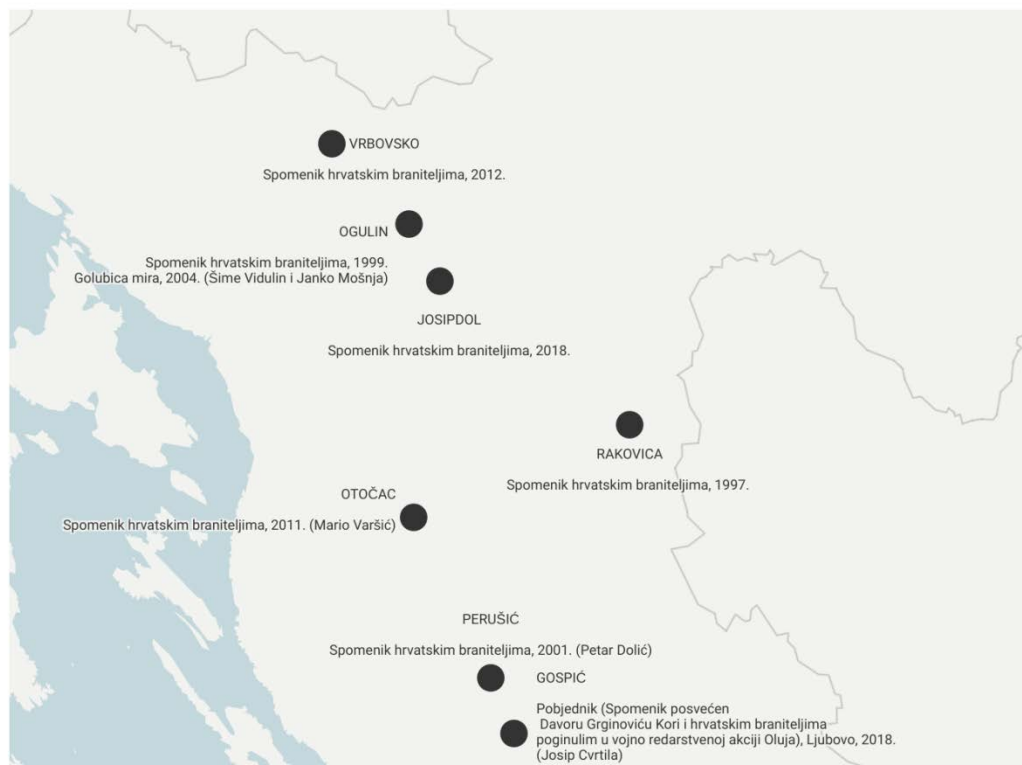 VRBOVSKO
Spomenik hrvatskim braniteljima, 2012.
OGULIN
Spomenik hrvatskim braniteljima, 1999.
Golubica mira, 2004. (Šime Vidulin i Janko Mošnja)
JOSIPDOL
Spomenik hrvatskim braniteljima, 2018.
RAKOVICA
Spomenik hrvatskim braniteljima, 1997.
OTOČAC
Spomenik hrvatskim braniteljima, 2011. (Mario Varšić)
PERUŠIĆ
Spomenik hrvatskim braniteljima, 2001. (Petar Dolić)
GOSPIĆ
Pobjednik (Spomenik posvećen
Davoru Grginoviću Kori i hrvatskim braniteljima
poginulim u vojno redarstvenoj akciji Oluja), Ljubovo, 2018.
(Josip Cvrtila)